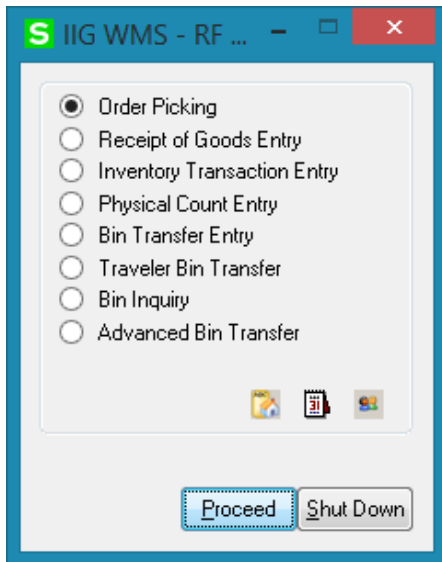 S IIG WMS - RF ...
Order Picking
Receipt of Goods Entry
Inventory Transaction Entry
Physical Count Entry
Bin Transfer Entry
Traveler Bin Transfer
Bin Inquiry
Advanced Bin Transfer
31
Proceed Shut Down